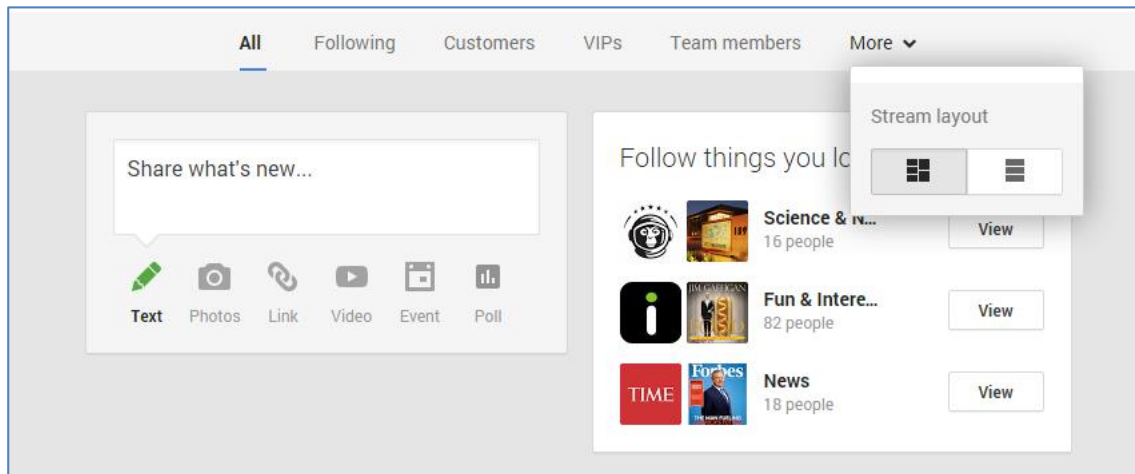 All Following Customers VIPs Team members More
Stream layout
Share what's new...
Text Photos Link Video Event Poll
Follow things you lo
Science & N...
16 people
View
189
Fun & Intere...
82 people
View
JIM GAFFIGAN
i
News
18 people
View
TIME
Forbes